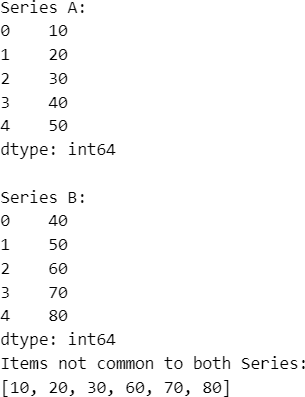 Series A:
0    10
1    20
2    30
3    40
4    50
dtype: int64

Series B:
0    40
1    50
2    60
3    70
4    80
dtype: int64
Items not common to both Series:
[10, 20, 30, 60, 70, 80]